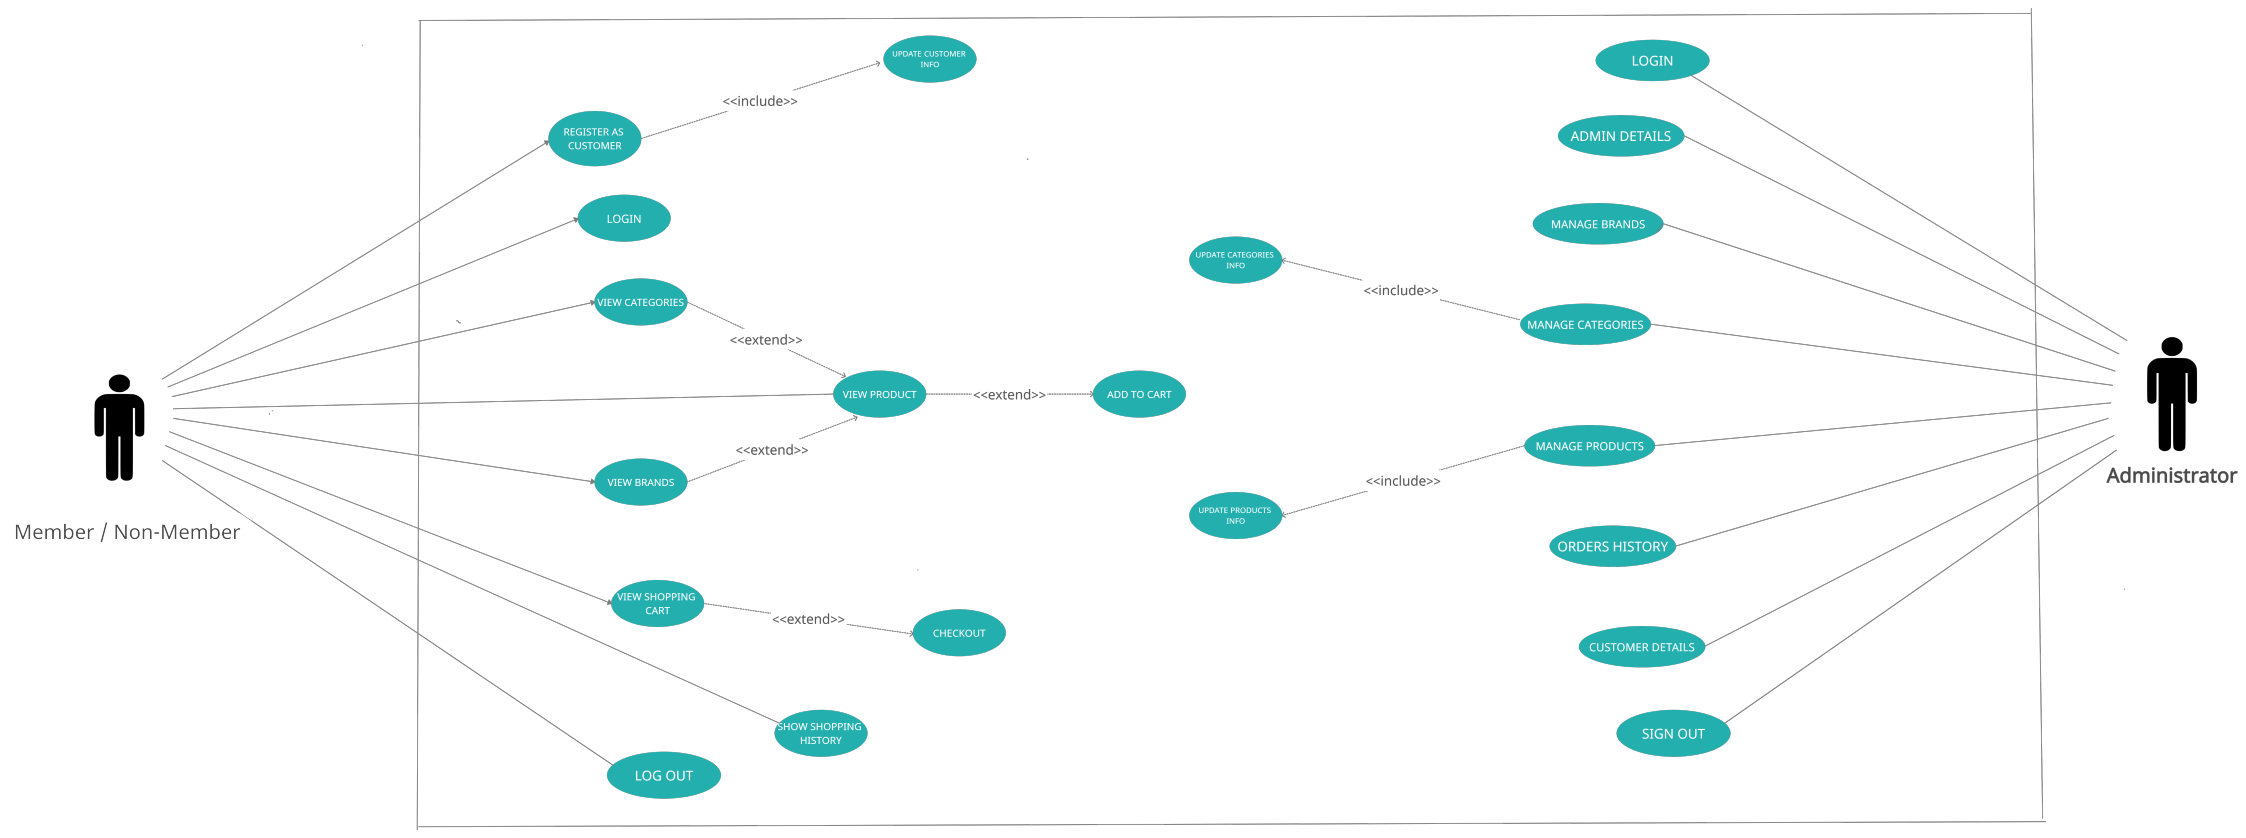 UPDATE CUSTOMER
INFO
<<include>>
REGISTER AS
CUSTOMER
LOGIN
VIEW CATEGORIES
<<extend>>
VIEW PRODUCT
<<extend>>
ADD TO CART
<<extend>>
VIEW BRANDS
Member / Non-Member
VIEW SHOPPING
CART
<<extend>>
CHECKOUT
SHOW SHOPPING
HISTORY
LOG OUT
LOGIN
ADMIN DETAILS
MANAGE BRANDS
UPDATE CATEGORIES
INFO
<<include>>
MANAGE CATEGORIES
MANAGE PRODUCTS
<<include>>
UPDATE PRODUCTS
INFO
Administrator
ORDERS HISTORY
CUSTOMER DETAILS
SIGN OUT